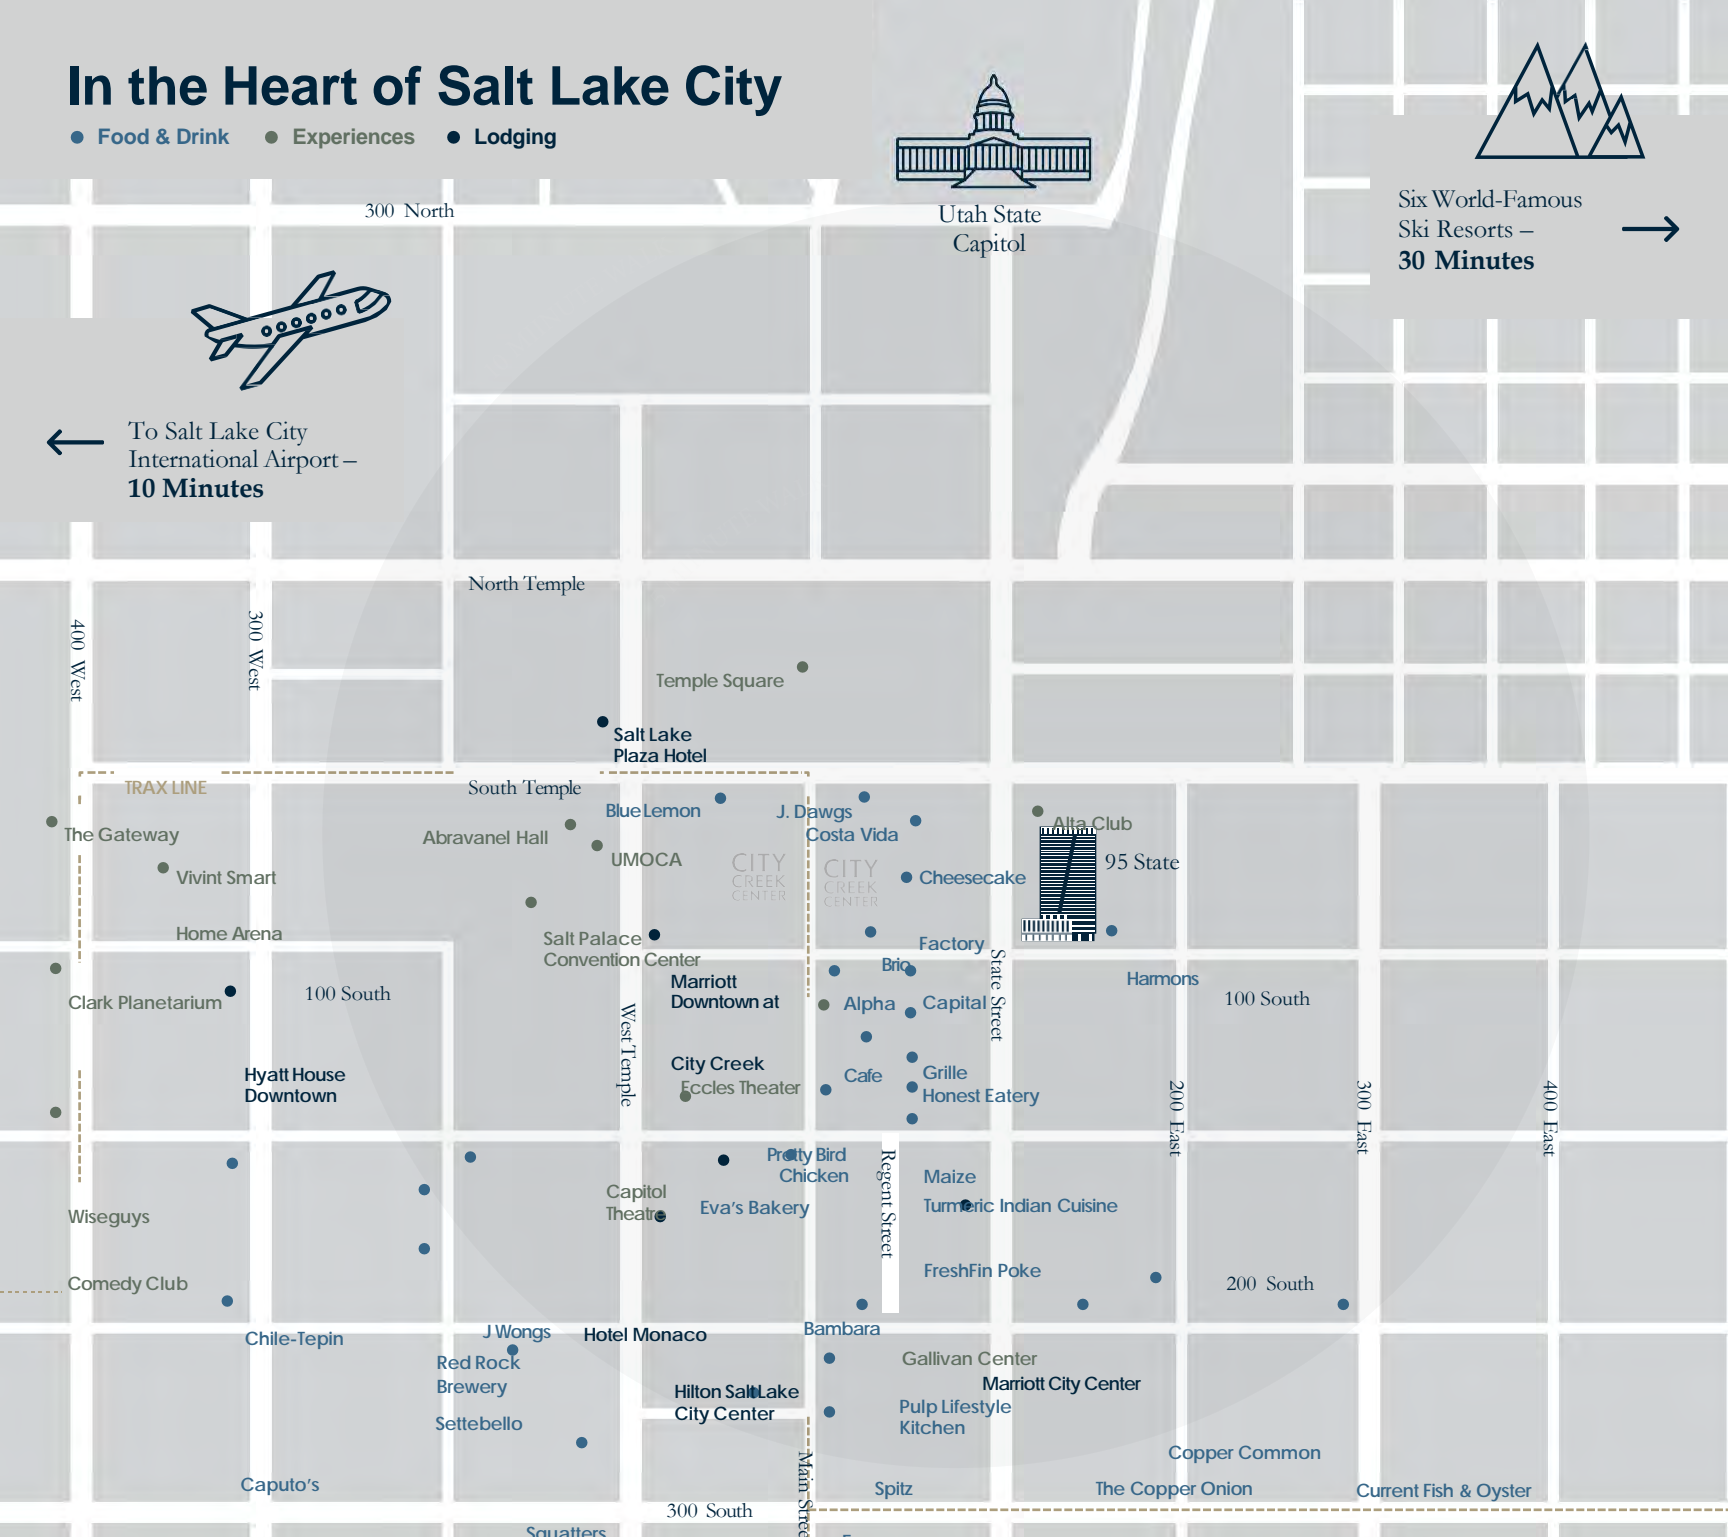 In the Heart of Salt Lake City
Food & Drink
Experiences
Lodging
300 North
Utah State
Capitol
Six World-Famous
Ski Resorts –
30 Minutes
To Salt Lake City
International Airport –
10 Minutes
North Temple
400 West
300 West
Temple Square
Salt Lake
Plaza Hotel
TRAX LINE
South Temple
Blue Lemon
J. Dawgs
Costa Vida
Alta Club
The Gateway
Abravanel Hall
UMOCA
CITY
CREEK
CENTER
CITY
CREEK
CENTER
95 State
Vivint Smart
Cheesecake
Home Arena
Salt Palace
Convention Center
Factory
Brio
State Street
Harmons
Marriott
Downtown at
Clark Planetarium
100 South
West Temple
Alpha
Capital
100 South
City Creek
Eccles Theater
Cafe
Grille
Honest Eatery
Hyatt House
Downtown
200 East
300 East
400 East
Pretty Bird
Chicken
Regent Street
Maize
Capitol
Theatre
Eva's Bakery
Turmeric Indian Cuisine
Wiseguys
Comedy Club
FreshFin Poke
200 South
Chile-Tepin
J Wongs
Hotel Monaco
Bambara
Red Rock
Brewery
Gallivan Center
Marriott City Center
Hilton Salt Lake
City Center
Pulp Lifestyle
Kitchen
Settebello
Copper Common
Caputo's
Main Stree
Spitz
The Copper Onion
Current Fish & Oyster
300 South
Squatters